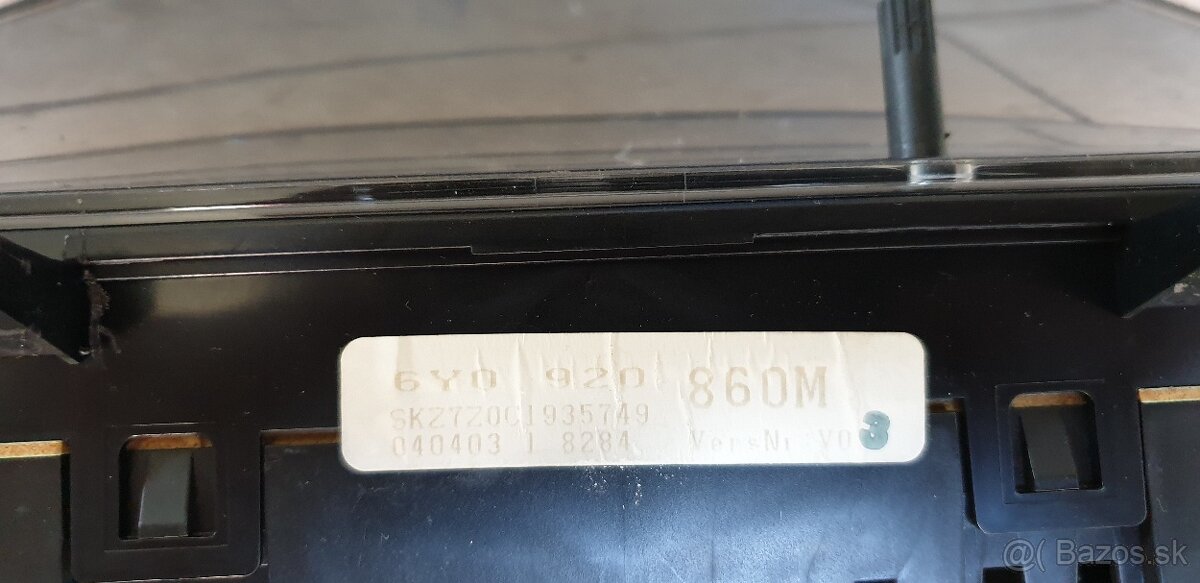 6Y0 920 860M
SKZ7Z0C1935749
040403 1 8284 VersNr:V03
@( Bazos.sk